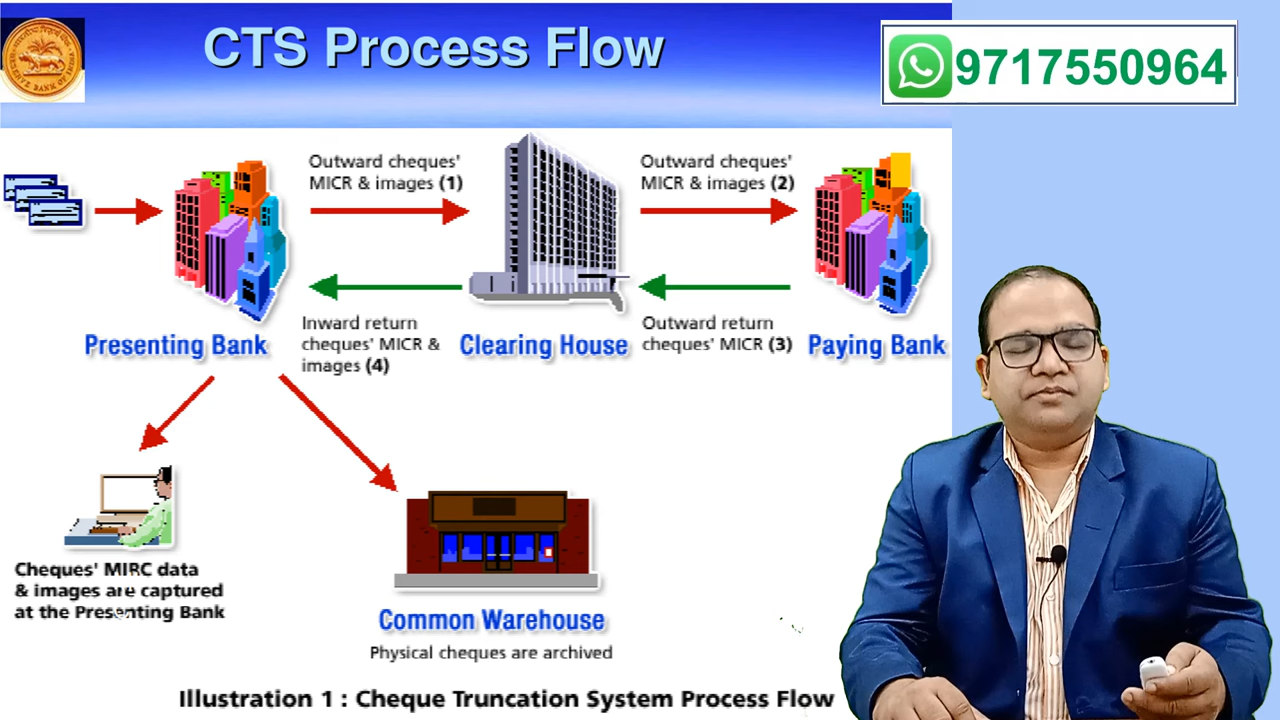 CTS Process Flow
9717550964
Outward cheques'
MICR & images (1)
Outward cheques'
MICR & images (2)
Inward return
cheques' MICR &
images (4)
Outward return
cheques' MICR (3)
Presenting Bank
Clearing House
Paying Bank
Cheques' MIRC data
& images are captured
at the Presenting Bank
Common Warehouse
Physical cheques are archived
Illustration 1 : Cheque Truncation System Process Flow